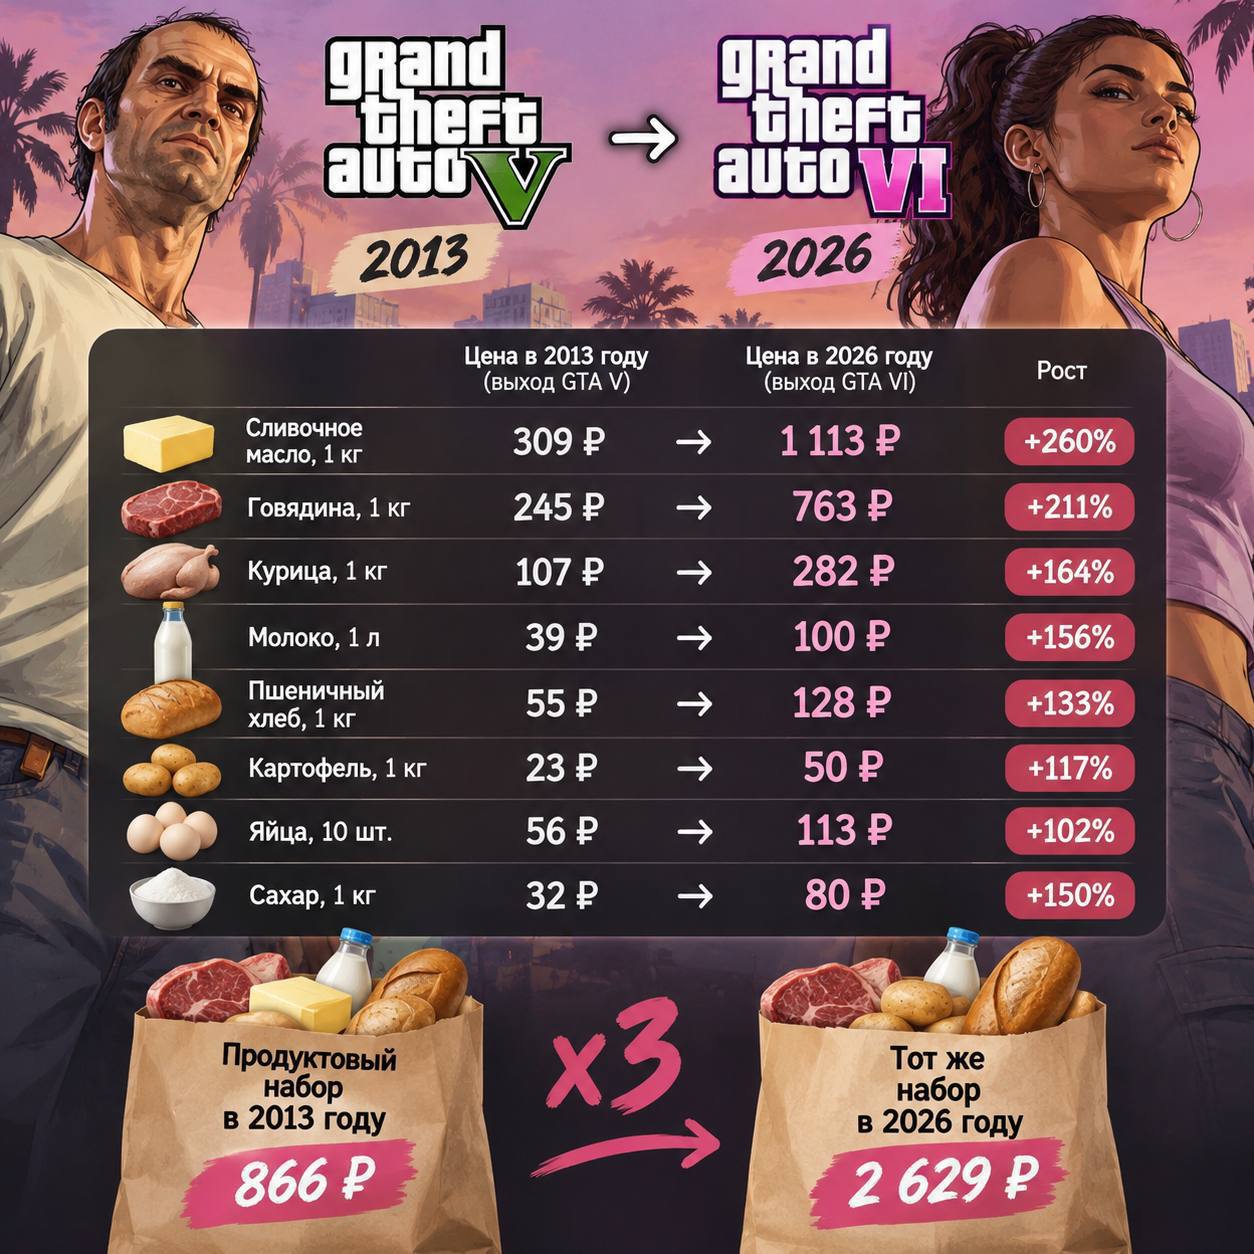 grand theft auto V
grand theft auto VI
→
2013
2026
Цена в 2013 году
(выход GTA V)
Цена в 2026 году
(выход GTA VI)
Рост
Сливочное
масло, 1 кг
309 ₽ → 1 113 ₽ +260%
Говядина, 1 кг 245 ₽ → 763 ₽ +211%
Курица, 1 кг 107 ₽ → 282 ₽ +164%
Молоко, 1 л 39 ₽ → 100 ₽ +156%
Пшеничный
хлеб, 1 кг
55 ₽ → 128 ₽ +133%
Картофель, 1 кг 23 ₽ → 50 ₽ +117%
Яйца, 10 шт. 56 ₽ → 113 ₽ +102%
Сахар, 1 кг 32 ₽ → 80 ₽ +150%
Продуктовый
набор
в 2013 году
866 ₽
x3
Тот же
набор
в 2026 году
2 629 ₽